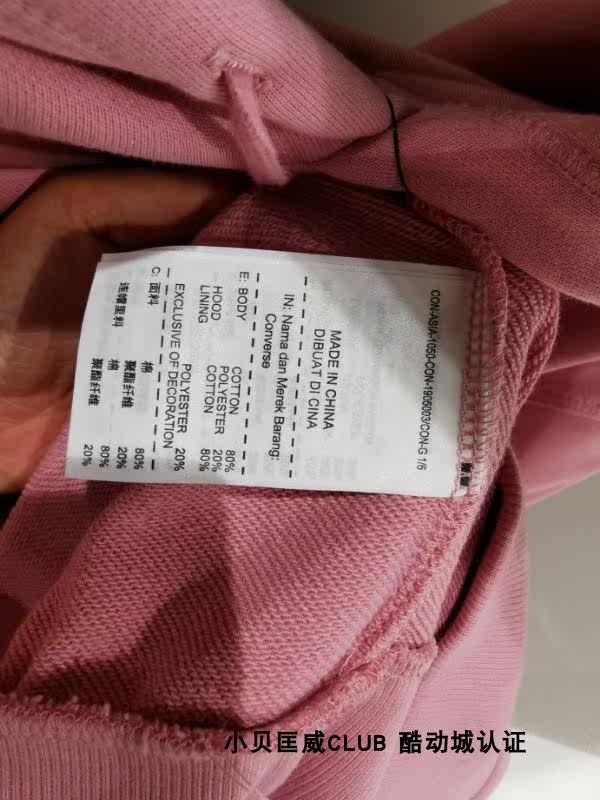 CON-ASIA-1050-CON-1905003/CON-G 1/6
MADE IN CHINA
DIBUAT DI CINA
IN: Nama dan Merek Barang:
Converse
E: BODY COTTON 80%
POLYESTER 20%
HOOD LINING COTTON 80%
POLYESTER 20%
EXCLUSIVE OF DECORATION
C: 面料 棉 80%
聚酯纤维 20%
连帽里料 棉 80%
聚酯纤维 20%
小贝匡威CLUB 酷动城认证